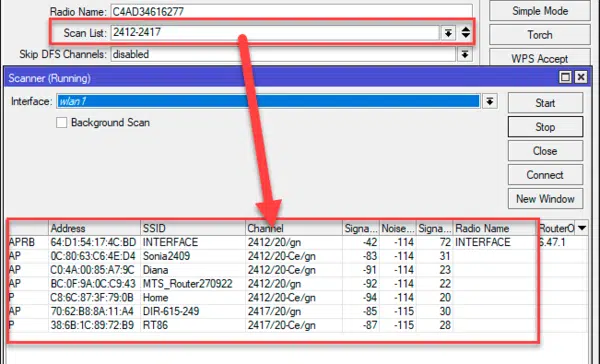 Radio Name: C4AD34616277 Simple Mode
Scan List: 2412-2417 Torch
Skip DFS Channels: disabled WPS Accept
Scanner (Running)
Interface: wlan1 Start
Background Scan Stop
Close
Connect
New Window
Address SSID Channel Signa... Noise... Signa... Radio Name RouterO
APRB 64:D1:54:17:4C:BD INTERFACE 2412/20/gn -42 -114 72 INTERFACE 6.47.1
AP 0C:80:63:C6:4E:D4 Sonia2409 2412/20-Ce/gn -83 -114 31
AP C0:4A:00:85:A7:9C Diana 2412/20-Ce/gn -91 -114 23
AP BC:0F:9A:0C:C9:43 MTS_Router270922 2412/20-Ce/gn -92 -114 22
P C8:6C:87:3F:79:0B Home 2412/20-Ce/gn -94 -114 20
AP 70:62:B8:8A:11:A4 DIR-615-249 2417/20-Ce/gn -85 -115 30
P 38:6B:1C:89:72:B9 RT86 2417/20-Ce/gn -87 -115 28